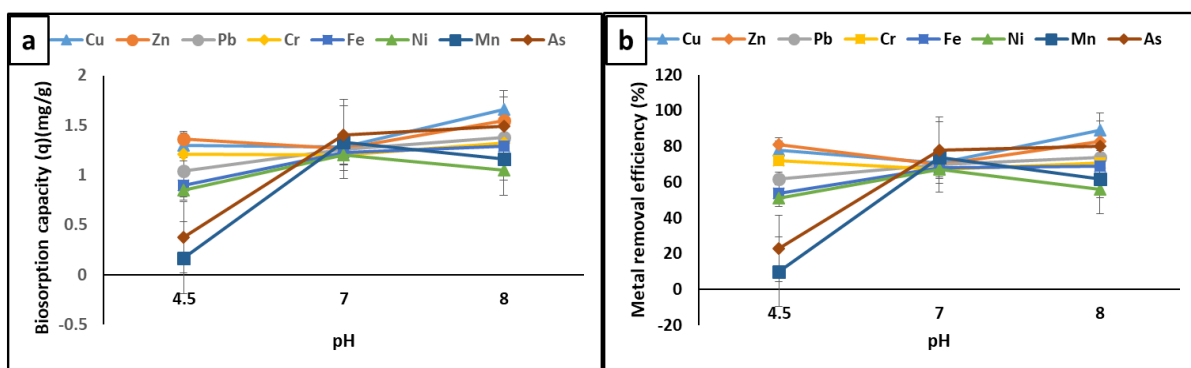 a
Cu Zn Pb Cr Fe Ni Mn As
Biosorption capacity (q)(mg/g)
2
1.5
1
0.5
0
-0.5
4.5 7 8
pH
b
Cu Zn Pb Cr Fe Ni Mn As
Metal removal efficiency (%)
120
100
80
60
40
20
0
-20
4.5 7 8
pH